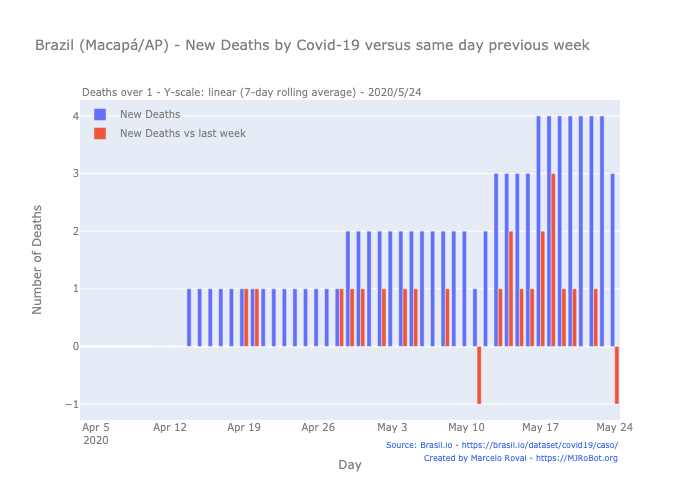 Brazil (Macapá/AP) - New Deaths by Covid-19 versus same day previous week
Deaths over 1 - Y-scale: linear (7-day rolling average) - 2020/5/24
New Deaths
New Deaths vs last week
4
3
2
1
0
−1
Number of Deaths
Apr 5 Apr 12 Apr 19 Apr 26 May 3 May 10 May 17 May 24
2020
Source: Brasil.io - https://brasil.io/dataset/covid19/caso/
Created by Marcelo Rovai - https://MJRoBot.org
Day